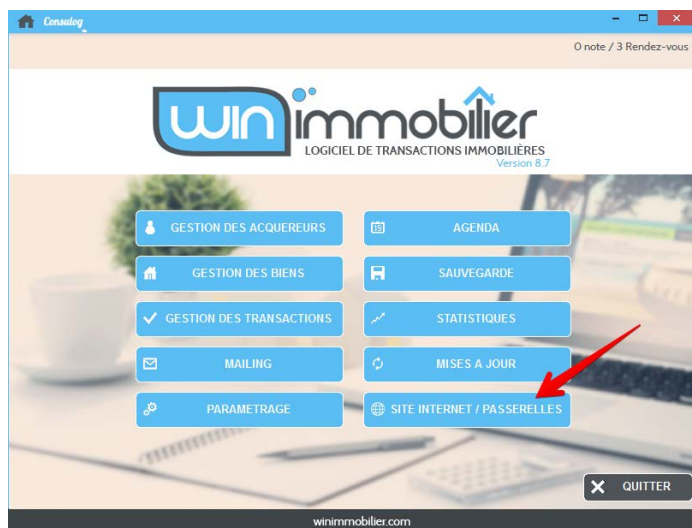 Consulog
0 note / 3 Rendez-vous
win immobilier
LOGICIEL DE TRANSACTIONS IMMOBILIÈRES
Version 8.7
GESTION DES ACQUEREURS
AGENDA
GESTION DES BIENS
SAUVEGARDE
GESTION DES TRANSACTIONS
STATISTIQUES
MAILING
MISES A JOUR
PARAMETRAGE
SITE INTERNET / PASSERELLES
QUITTER
winimmobilier.com